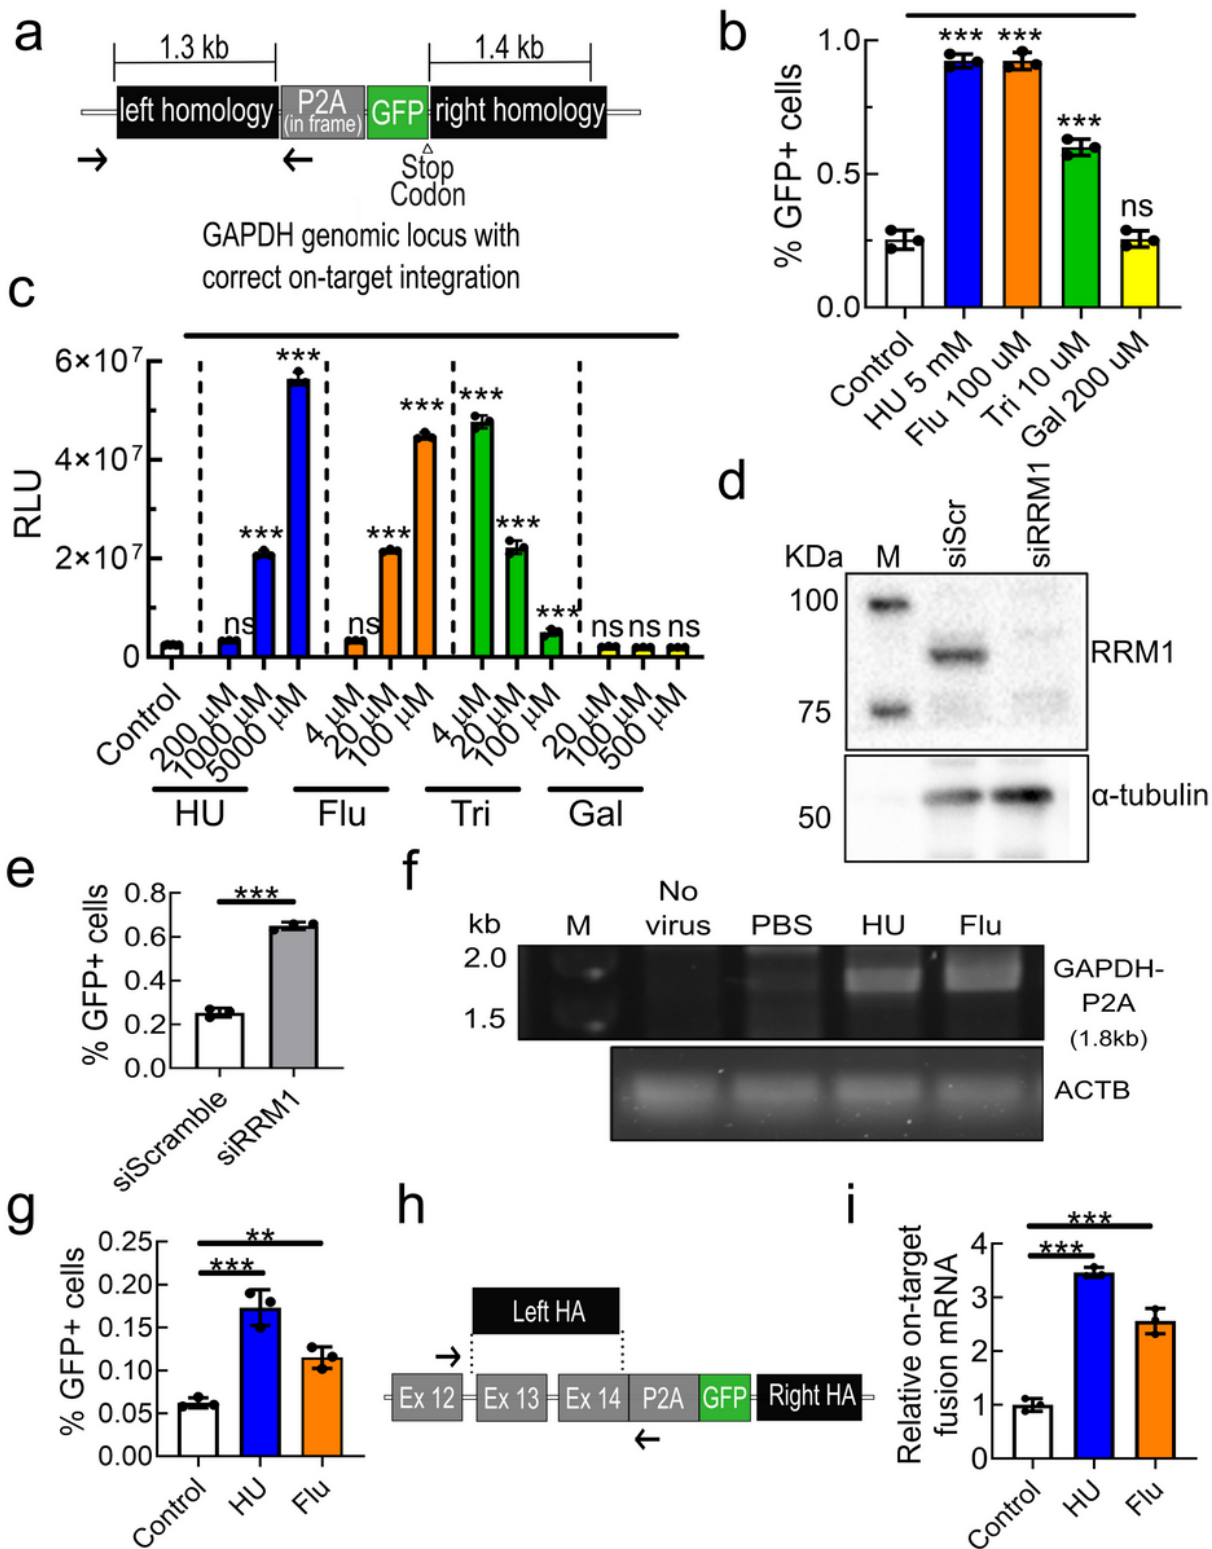 a
1.3 kb
1.4 kb
left homology
P2A
(in frame)
GFP
right homology
Stop
Codon
GAPDH genomic locus with
correct on-target integration
b
% GFP+ cells
1.0
0.5
0.0
***
***
***
ns
Control
HU 5 mM
Flu 100 uM
Tri 10 uM
Gal 200 uM
c
RLU
6×10⁷
4×10⁷
2×10⁷
0
ns
***
***
ns
***
***
***
***
***
ns
ns
ns
Control
200 μM
1000 μM
5000 μM
4 μM
20 μM
100 μM
4 μM
20 μM
100 μM
20 μM
100 μM
500 μM
HU
Flu
Tri
Gal
d
KDa
M
siScr
siRRM1
100
75
RRM1
50
α-tubulin
e
% GFP+ cells
0.8
0.6
0.4
0.2
0.0
***
siScramble
siRRM1
f
kb
M
No
virus
PBS
HU
Flu
2.0
1.5
GAPDH-
P2A
(1.8kb)
ACTB
g
% GFP+ cells
0.25
0.20
0.15
0.10
0.05
0.00
**
***
Control
HU
Flu
h
Left HA
Ex 12
Ex 13
Ex 14
P2A
GFP
Right HA
i
Relative on-target
fusion mRNA
4
3
2
1
0
***
***
Control
HU
Flu